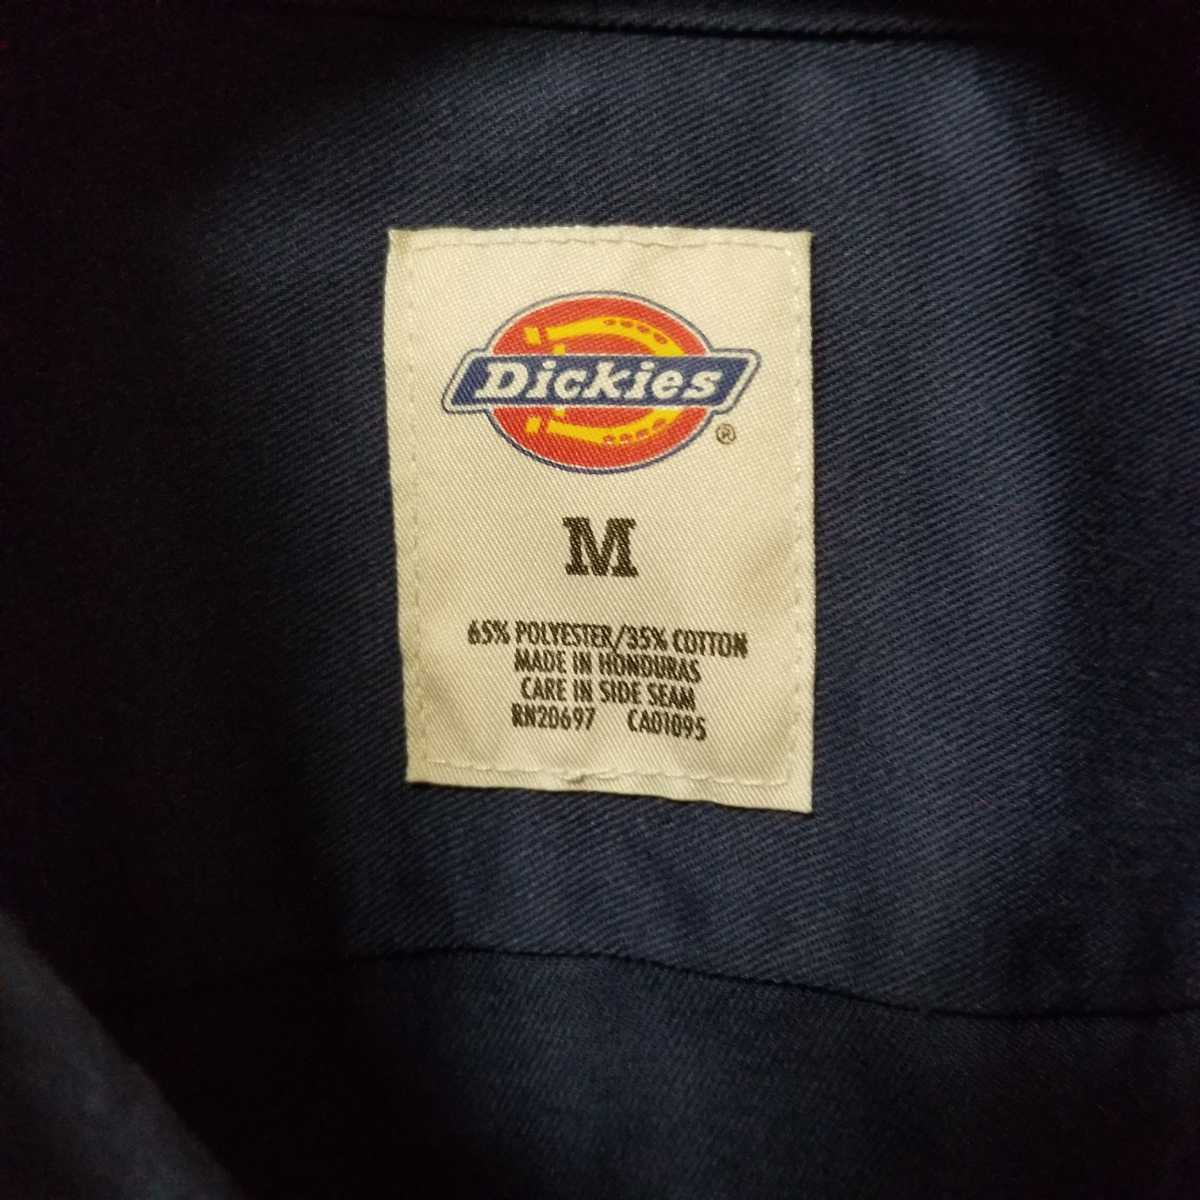 Dickies
®
M
65% POLYESTER/35% COTTON
MADE IN HONDURAS
CARE IN SIDE SEAM
RN20697 CA01095